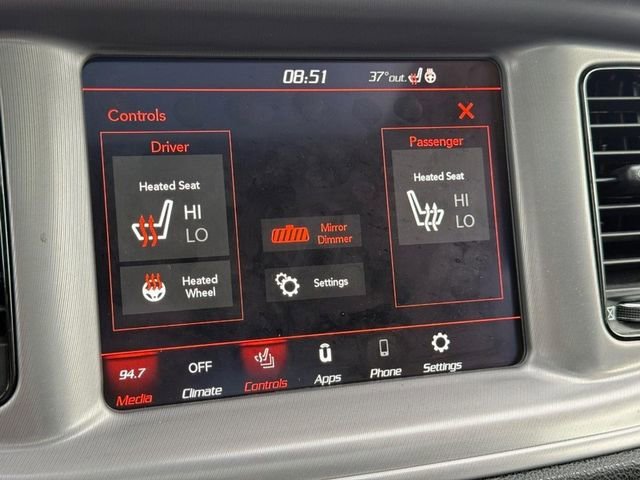 08:51 37°out.
Controls
Driver
Passenger
Heated Seat
HI
LO
Heated Seat
HI
LO
Mirror
Dimmer
Heated
Wheel
Settings
94.7
Media
OFF
Climate
Controls
Apps
Phone
Settings